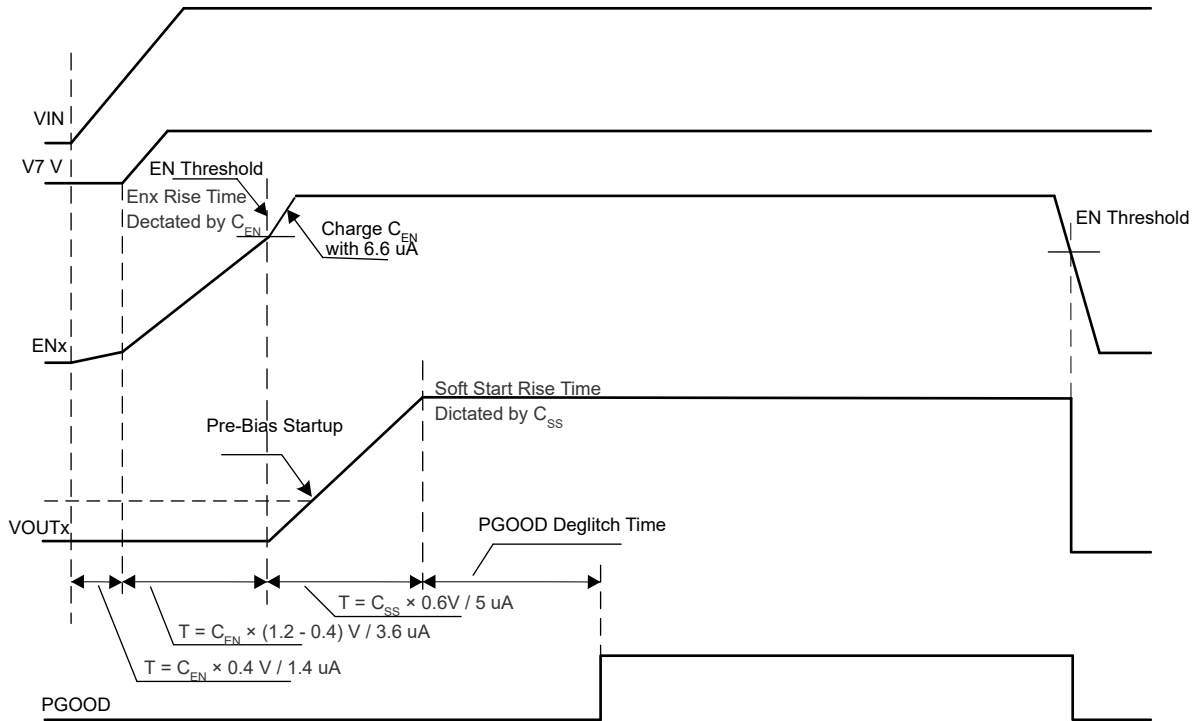 VIN
V7 V
EN Threshold
Enx Rise Time
Dectated by C_EN
Charge C_EN
with 6.6 uA
EN Threshold
ENx
Soft Start Rise Time
Dictated by C_SS
Pre-Bias Startup
VOUTx
PGOOD Deglitch Time
T = C_SS × 0.6V / 5 uA
T = C_EN × (1.2 - 0.4) V / 3.6 uA
T = C_EN × 0.4 V / 1.4 uA
PGOOD